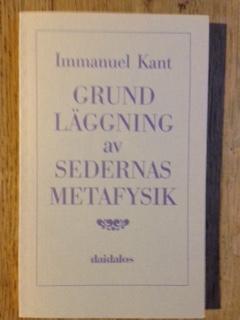 Immanuel Kant
GRUND
LÄGGNING
av
SEDERNAS
METAFYSIK
daidalos